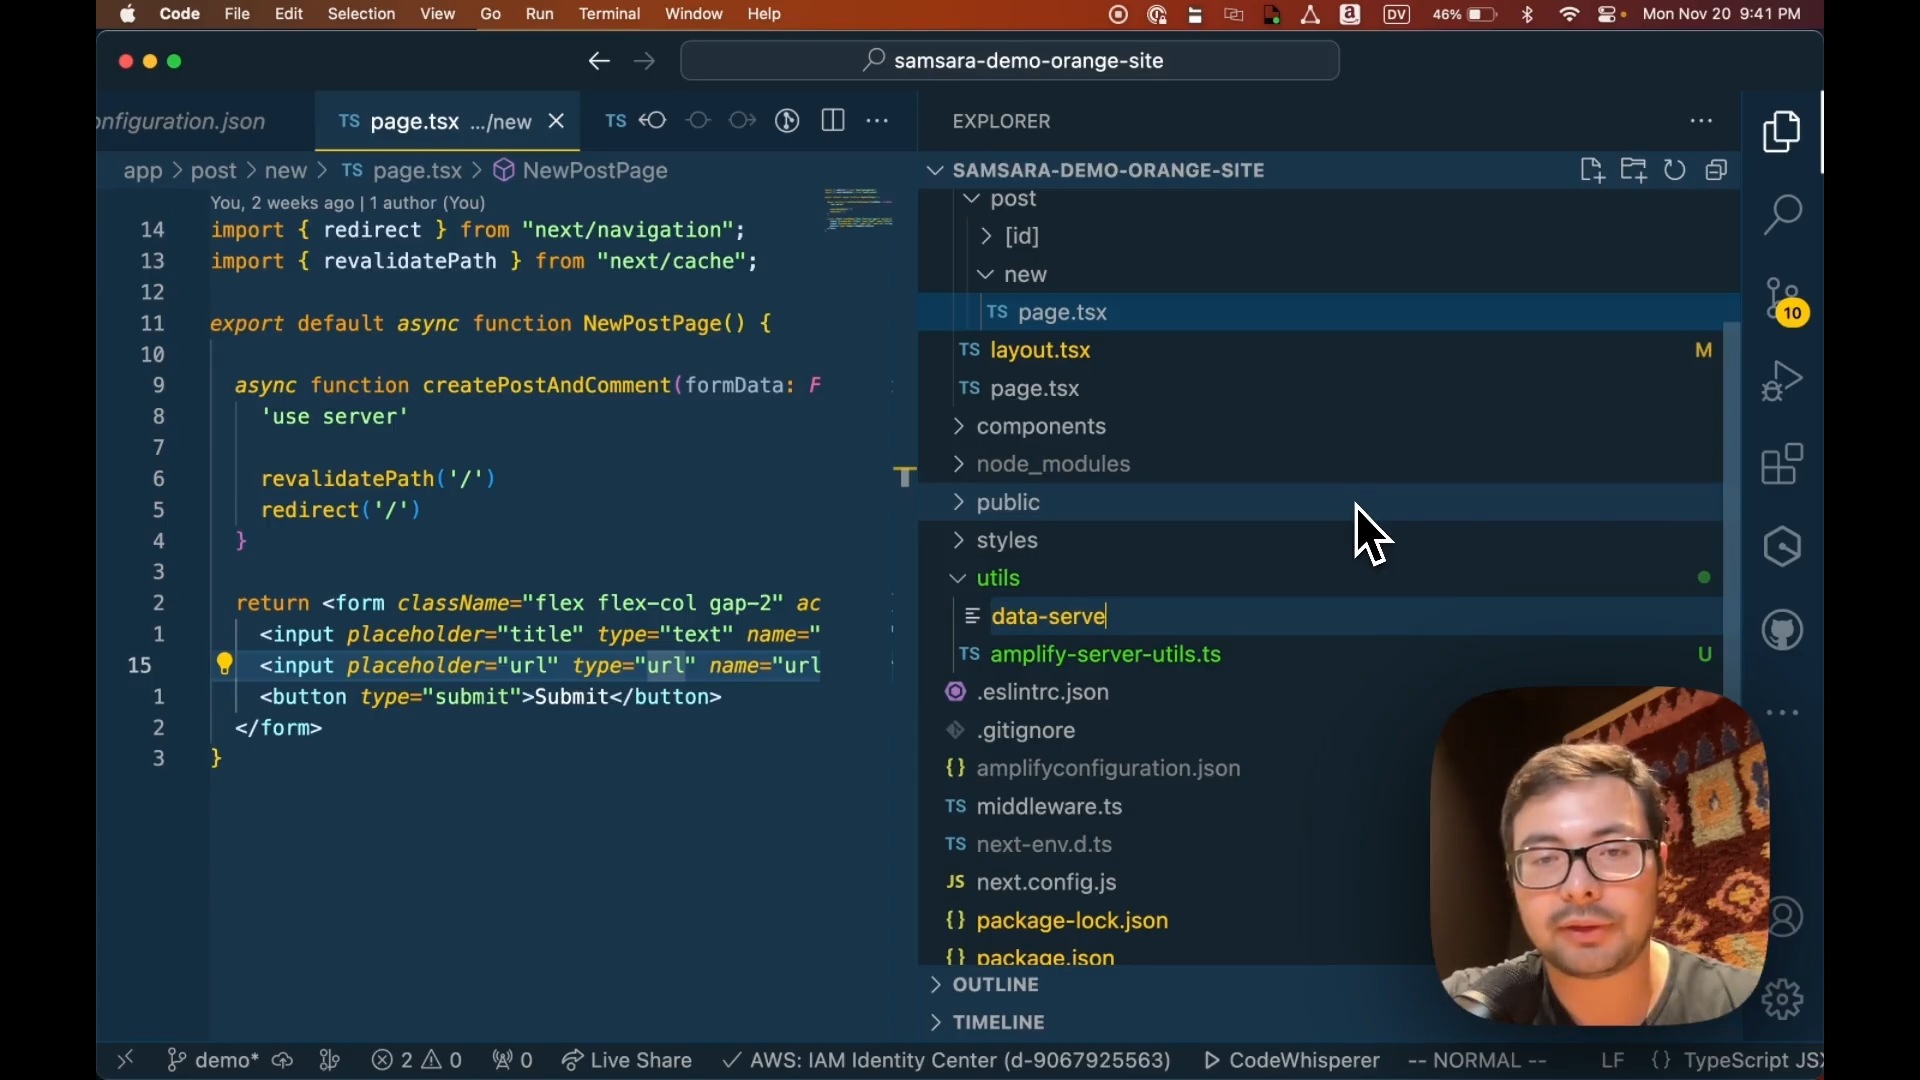 Code File Edit Selection View Go Run Terminal Window Help
a DV 46% Mon Nov 20 9:41 PM
samsara-demo-orange-site
onfiguration.json
TS page.tsx .../new
TS
app > post > new > TS page.tsx > NewPostPage
You, 2 weeks ago | 1 author (You)
14 import { redirect } from "next/navigation";
13 import { revalidatePath } from "next/cache";
12
11 export default async function NewPostPage() {
10
9 async function createPostAndComment(formData: F
8 'use server'
7
6 revalidatePath('/')
5 redirect('/')
4 }
3
2 return <form className="flex flex-col gap-2" ac
1 <input placeholder="title" type="text" name="
15 <input placeholder="url" type="url" name="url
1 <button type="submit">Submit</button>
2 </form>
3 }
EXPLORER
SAMSARA-DEMO-ORANGE-SITE
post
[id]
new
TS page.tsx
TS layout.tsx M
TS page.tsx
components
node_modules
public
styles
utils
data-serve
TS amplify-server-utils.ts U
.eslintrc.json
.gitignore
{} amplifyconfiguration.json
TS middleware.ts
TS next-env.d.ts
JS next.config.js
{} package-lock.json
{} package.json
OUTLINE
TIMELINE
10
demo* 2 0 0 Live Share AWS: IAM Identity Center (d-9067925563) CodeWhisperer -- NORMAL -- LF {} TypeScript JSX